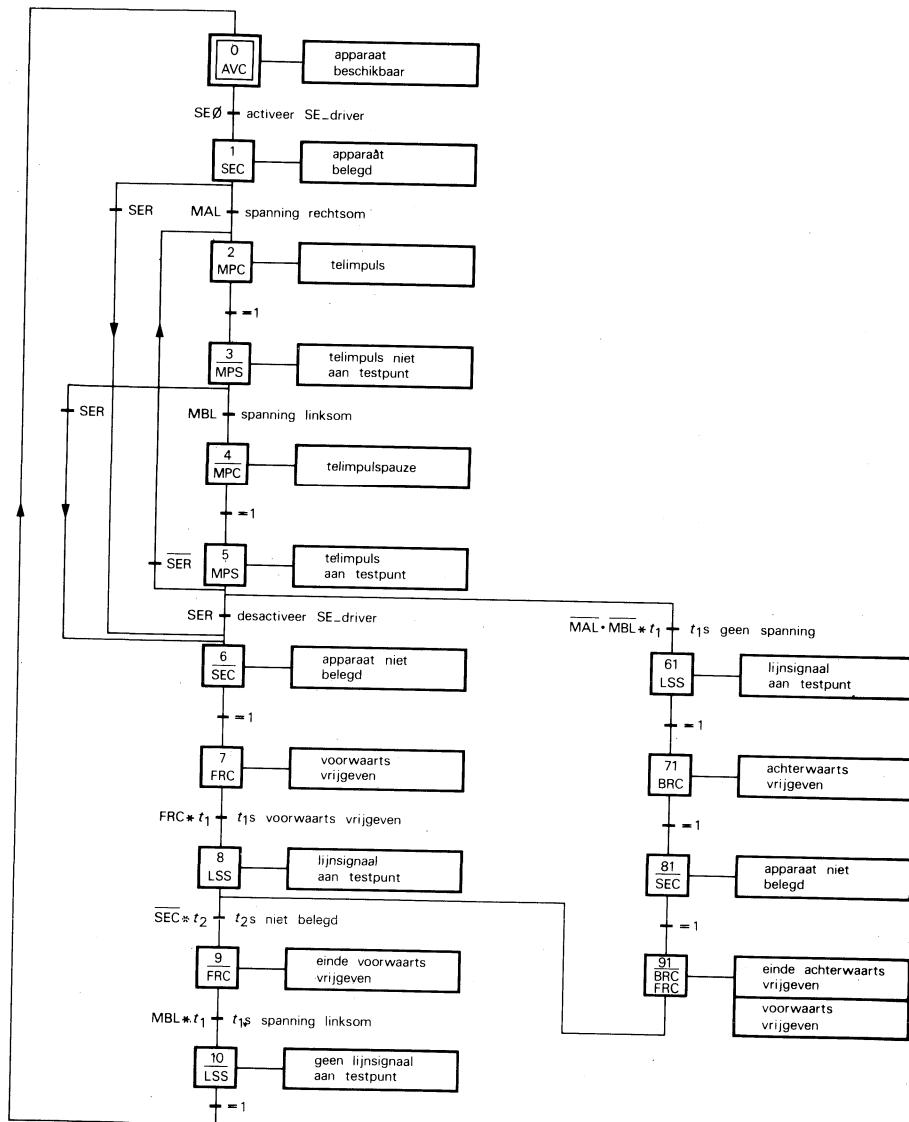 0
AVC
apparaat
beschikbaar
SEØ activeer SE_driver
1
SEC
apparaat
belegd
SER
MAL spanning rechtsom
2
MPC
telimpuls
=1
3
MPS
telimpuls niet
aan testpunt
SER
MBL spanning linksom
4
MPC
telimpulspauze
=1
SER
5
MPS
telimpuls
aan testpunt
SER desactiveer SE_driver
MAL · MBL * t1 t1s geen spanning
6
SEC
apparaat niet
belegd
61
LSS
lijnsignaal
aan testpunt
=1
=1
7
FRC
voorwaarts
vrijgeven
71
BRC
achterwaarts
vrijgeven
FRC * t1 t1s voorwaarts vrijgeven
=1
8
LSS
lijnsignaal
aan testpunt
81
SEC
apparaat niet
belegd
SEC * t2 t2s niet belegd
=1
9
FRC
einde voorwaarts
vrijgeven
91
BRC
FRC
einde achterwaarts
vrijgeven
voorwaarts
vrijgeven
MBL * t1 t1s spanning linksom
10
LSS
geen lijnsignaal
aan testpunt
=1